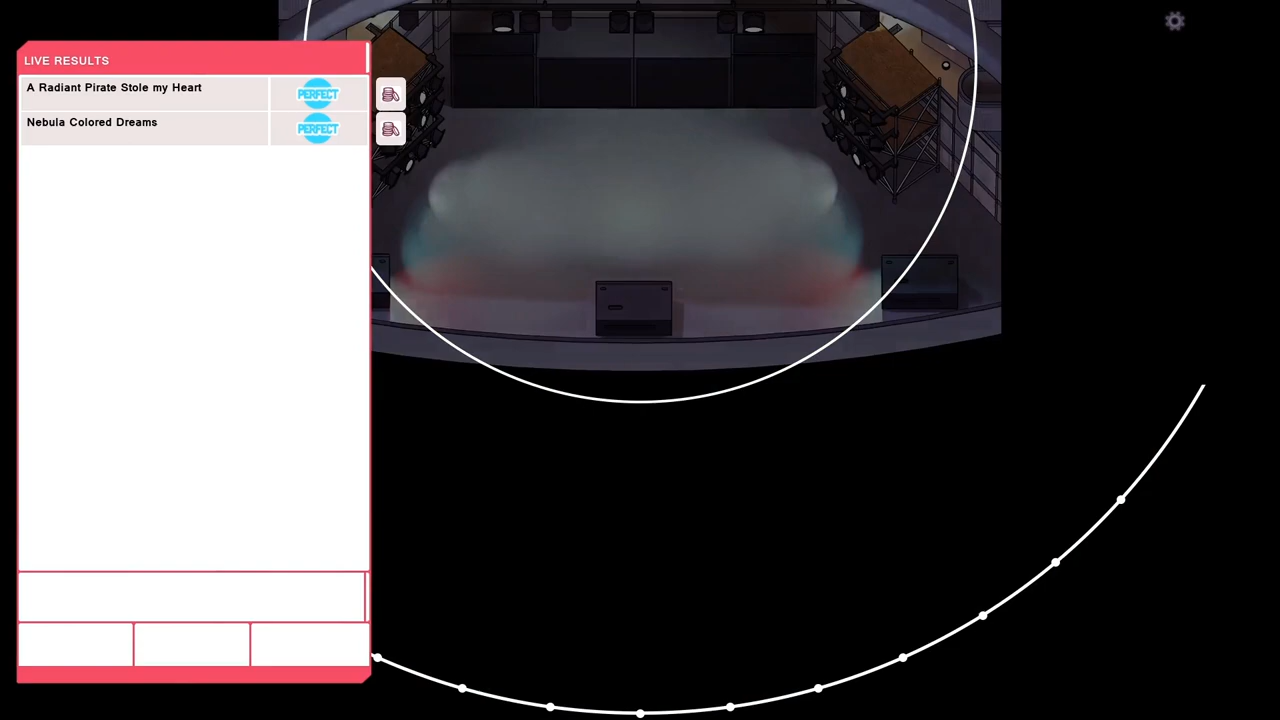 LIVE RESULTS
A Radiant Pirate Stole my Heart
PERFECT
Nebula Colored Dreams
PERFECT